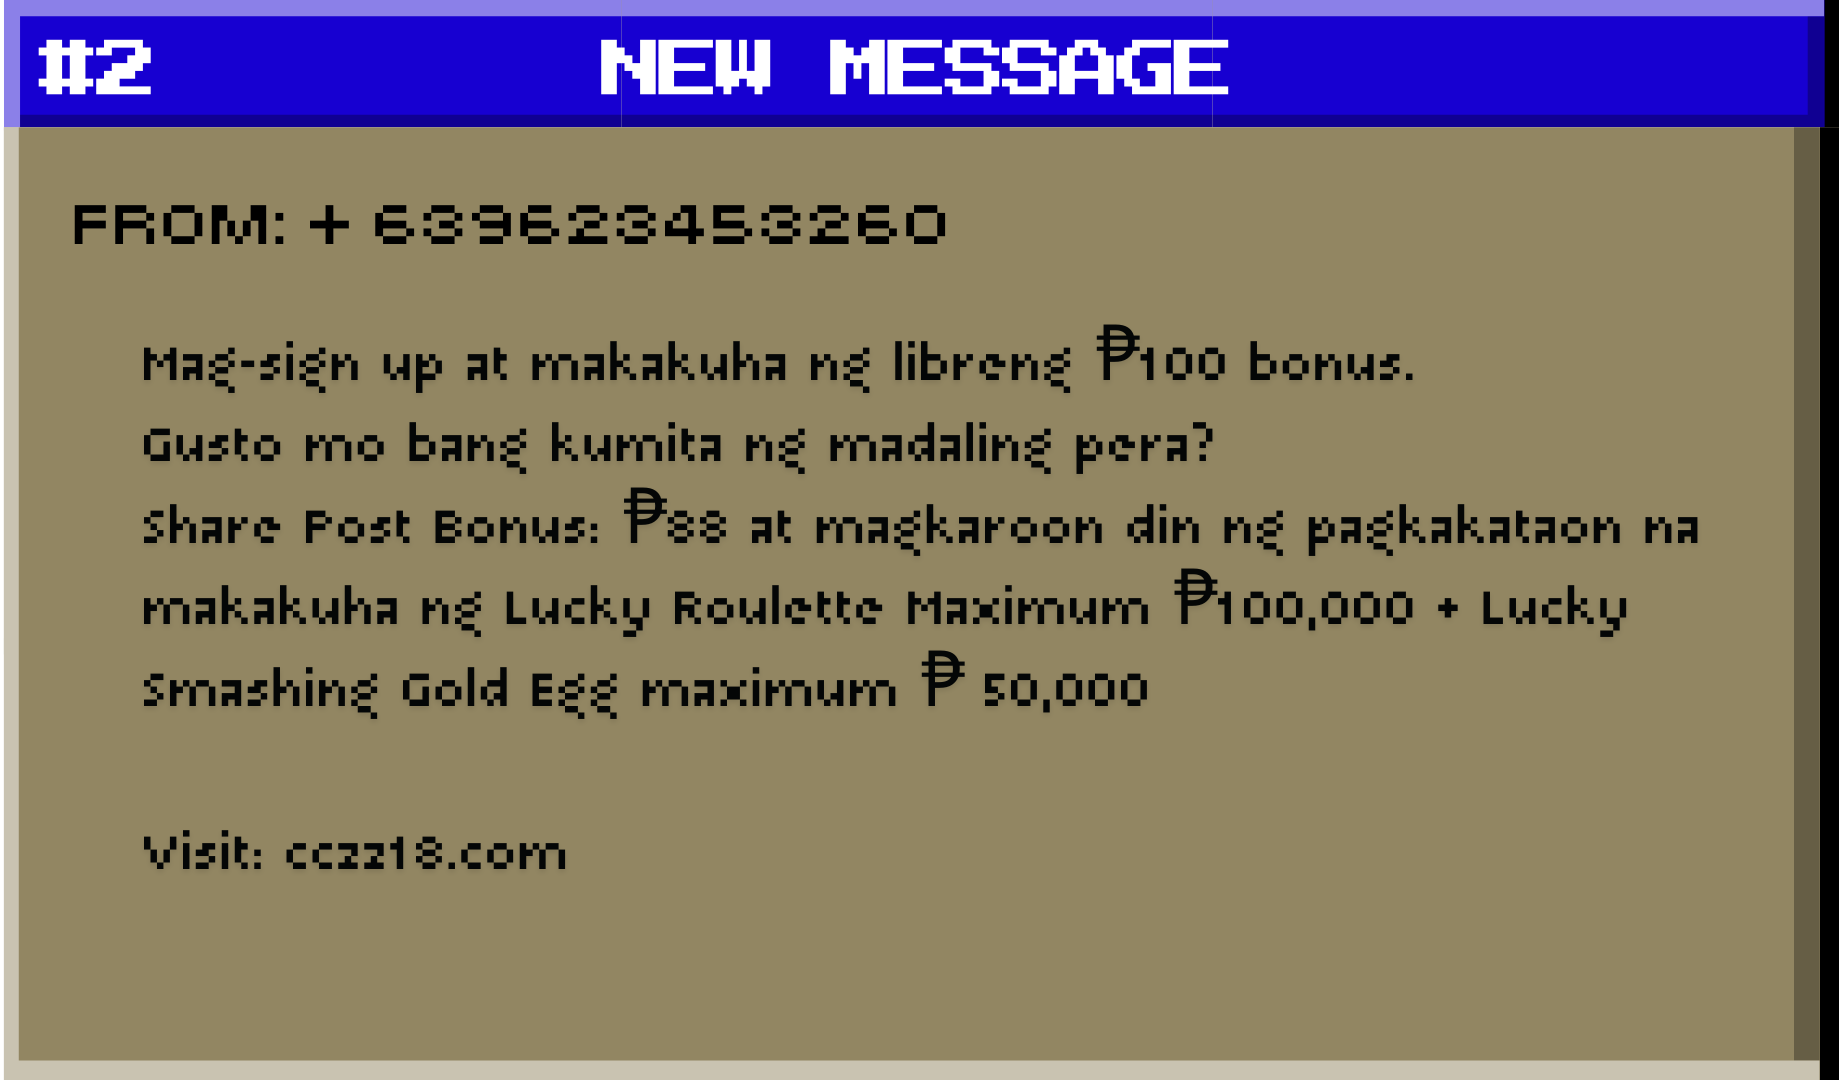 #2 NEW MESSAGE
FROM: + 639623453260
Mag-sign up at makakuha ng libreng ₱100 bonus.
Gusto mo bang kumita ng madaling pera?
Share Post Bonus: ₱88 at magkaroon din ng pagkakataon na
makakuha ng Lucky Roulette Maximum ₱100,000 + Lucky
Smashing Gold Egg maximum ₱ 50,000
Visit: cczz18.com